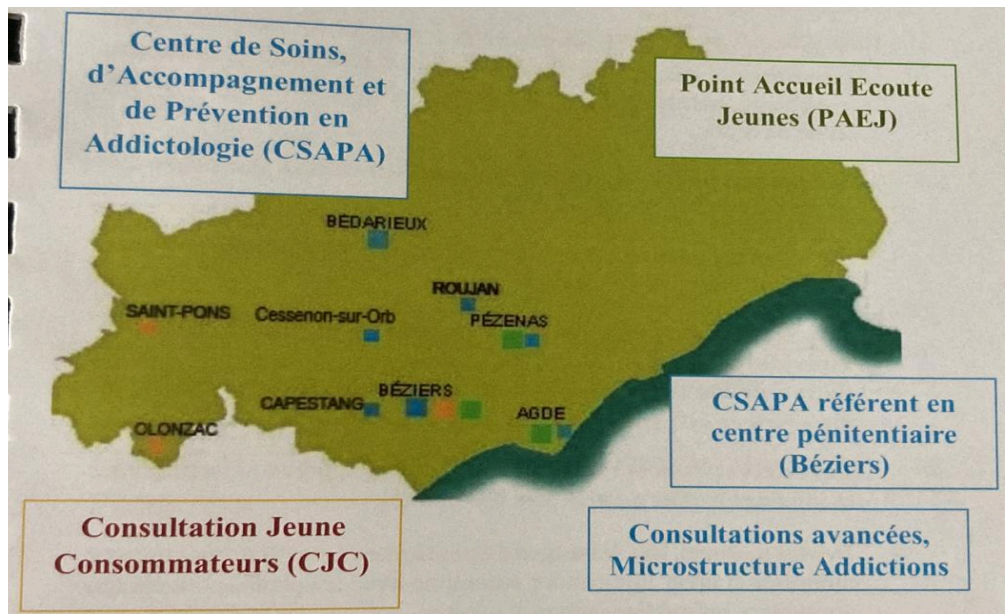 Centre de Soins,
d'Accompagnement et
de Prévention en
Addictologie (CSAPA)
Point Accueil Ecoute
Jeunes (PAEJ)
BÉDARIEUX
ROUJAN
SAINT-PONS
Cessenon-sur-Orb
PÉZENAS
CAPESTANG
BÉZIERS
AGDE
OLONZAC
CSAPA référent en
centre pénitentiaire
(Béziers)
Consultation Jeune
Consommateurs (CJC)
Consultations avancées,
Microstructure Addictions